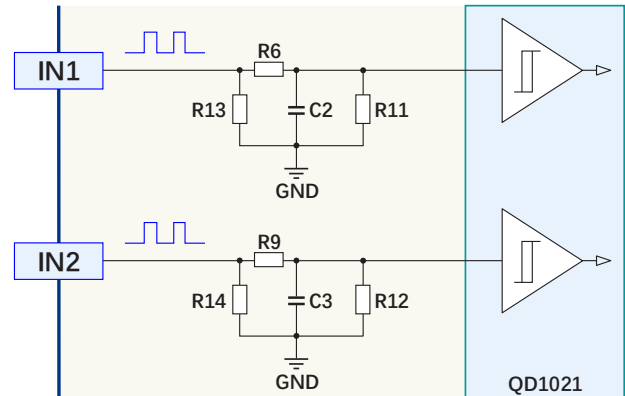 R6
IN1
R13
C2
R11
GND
R9
IN2
R14
C3
R12
GND
QD1021